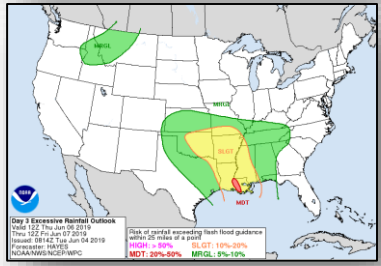 MRGL
MRGL
SLGT
MDT
NOAA
Day 3 Excessive Rainfall Outlook
Valid 12Z Thu Jun 06 2019
Thru 12Z Fri Jun 07 2019
Issued: 0814Z Tue Jun 04 2019
Forecaster: HAYES
NOAA/NWS/NCEP/WPC
Risk of rainfall exceeding flash flood guidance
within 25 miles of a point
HIGH: > 50% SLGT: 10%-20%
MDT: 20%-50% MRGL: 5%-10%